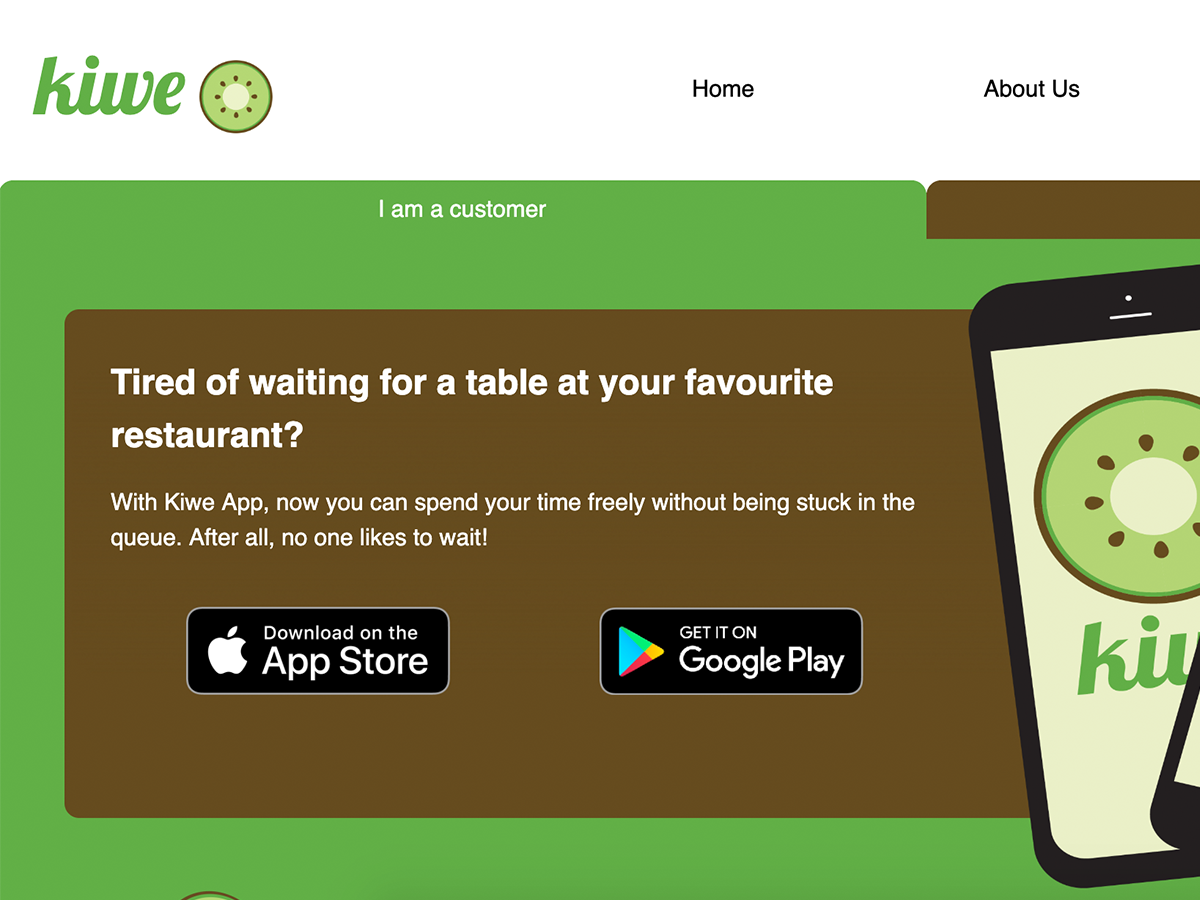 kiwe
Home
About Us
I am a customer
Tired of waiting for a table at your favourite
restaurant?
With Kiwe App, now you can spend your time freely without being stuck in the
queue. After all, no one likes to wait!
Download on the
App Store
GET IT ON
Google Play